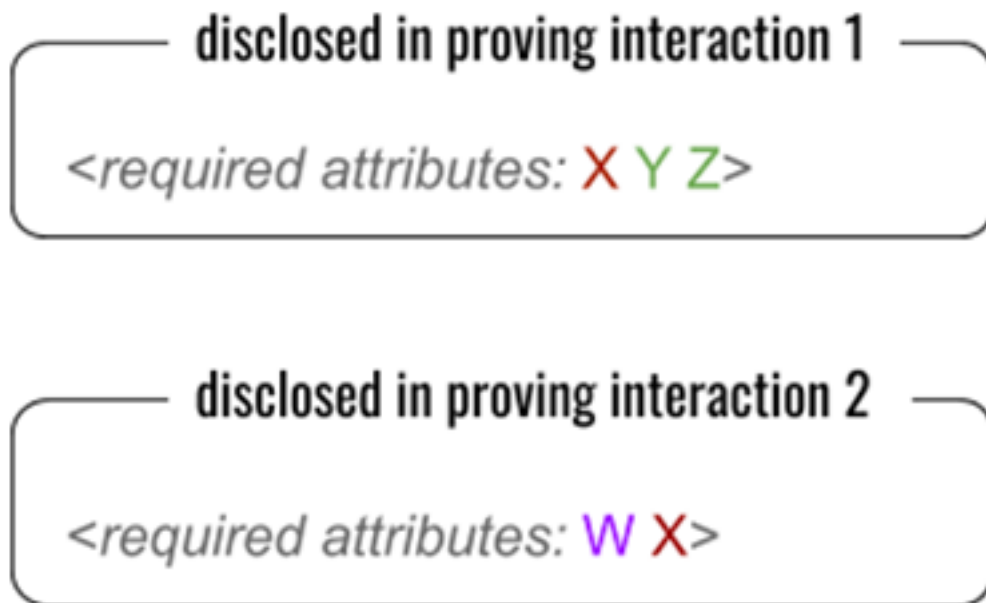 disclosed in proving interaction 1
<required attributes: X Y Z>
disclosed in proving interaction 2
<required attributes: W X>